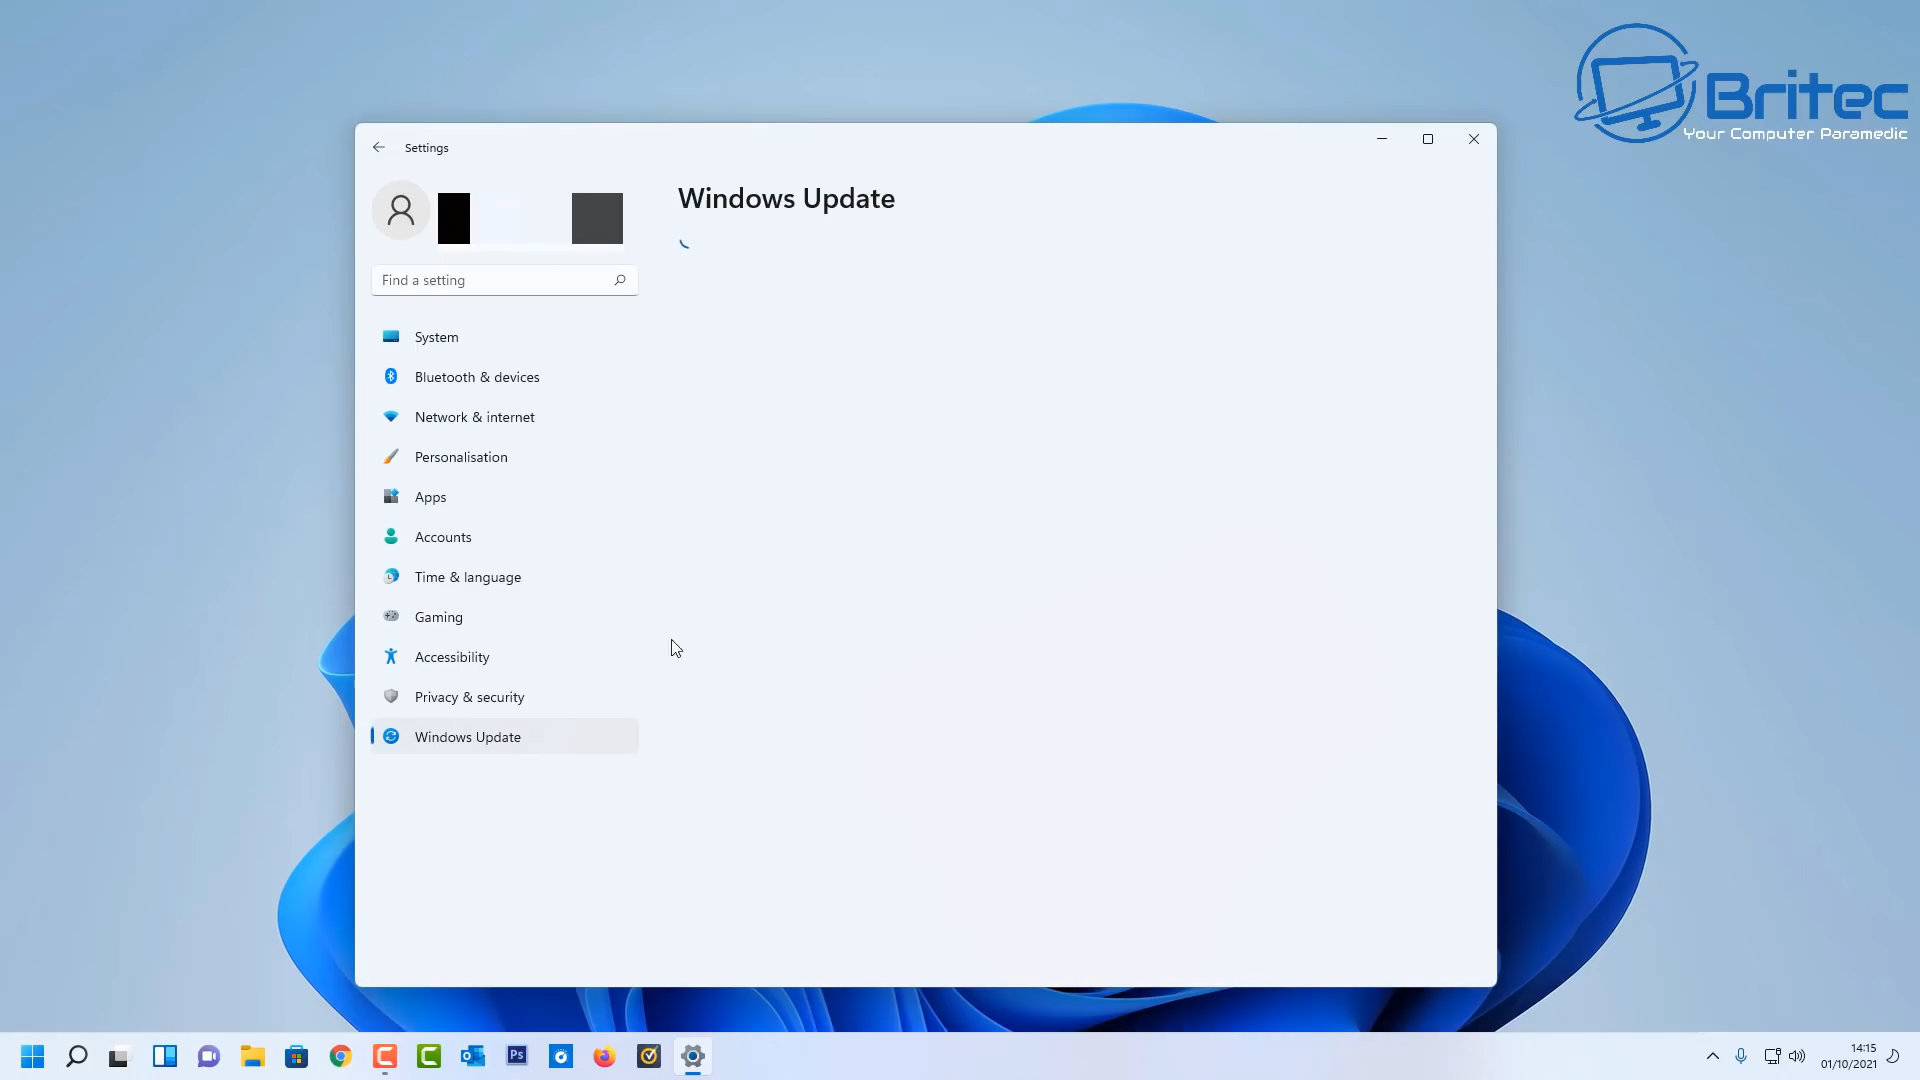 Britec
Your Computer Paramedic
Settings
Windows Update
Find a setting
System
Bluetooth & devices
Network & internet
Personalisation
Apps
Accounts
Time & language
Gaming
Accessibility
Privacy & security
Windows Update
Ps
14:15
01/10/2021